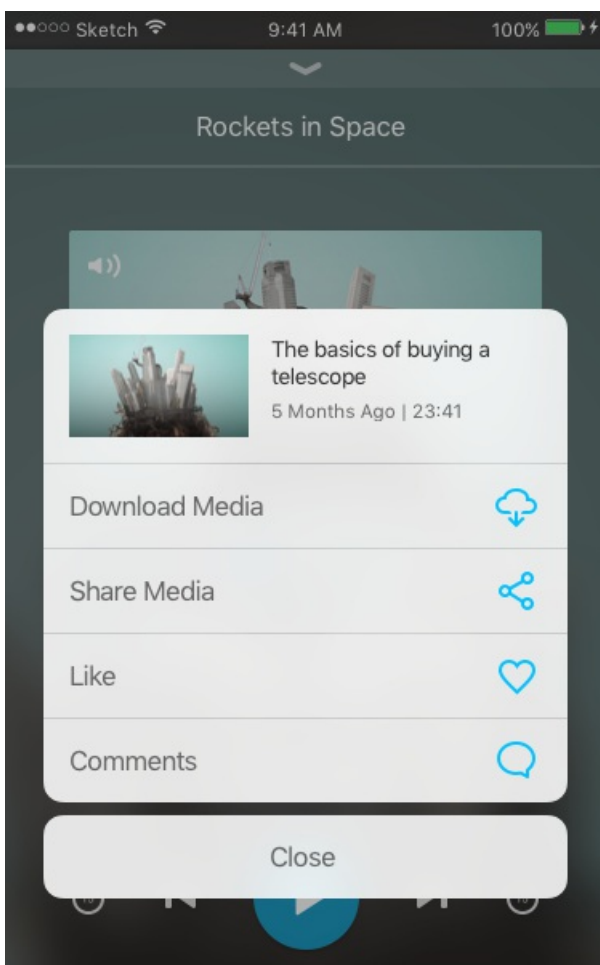 Sketch 9:41 AM 100%
Rockets in Space
The basics of buying a
telescope
5 Months Ago | 23:41
Download Media
Share Media
Like
Comments
Close